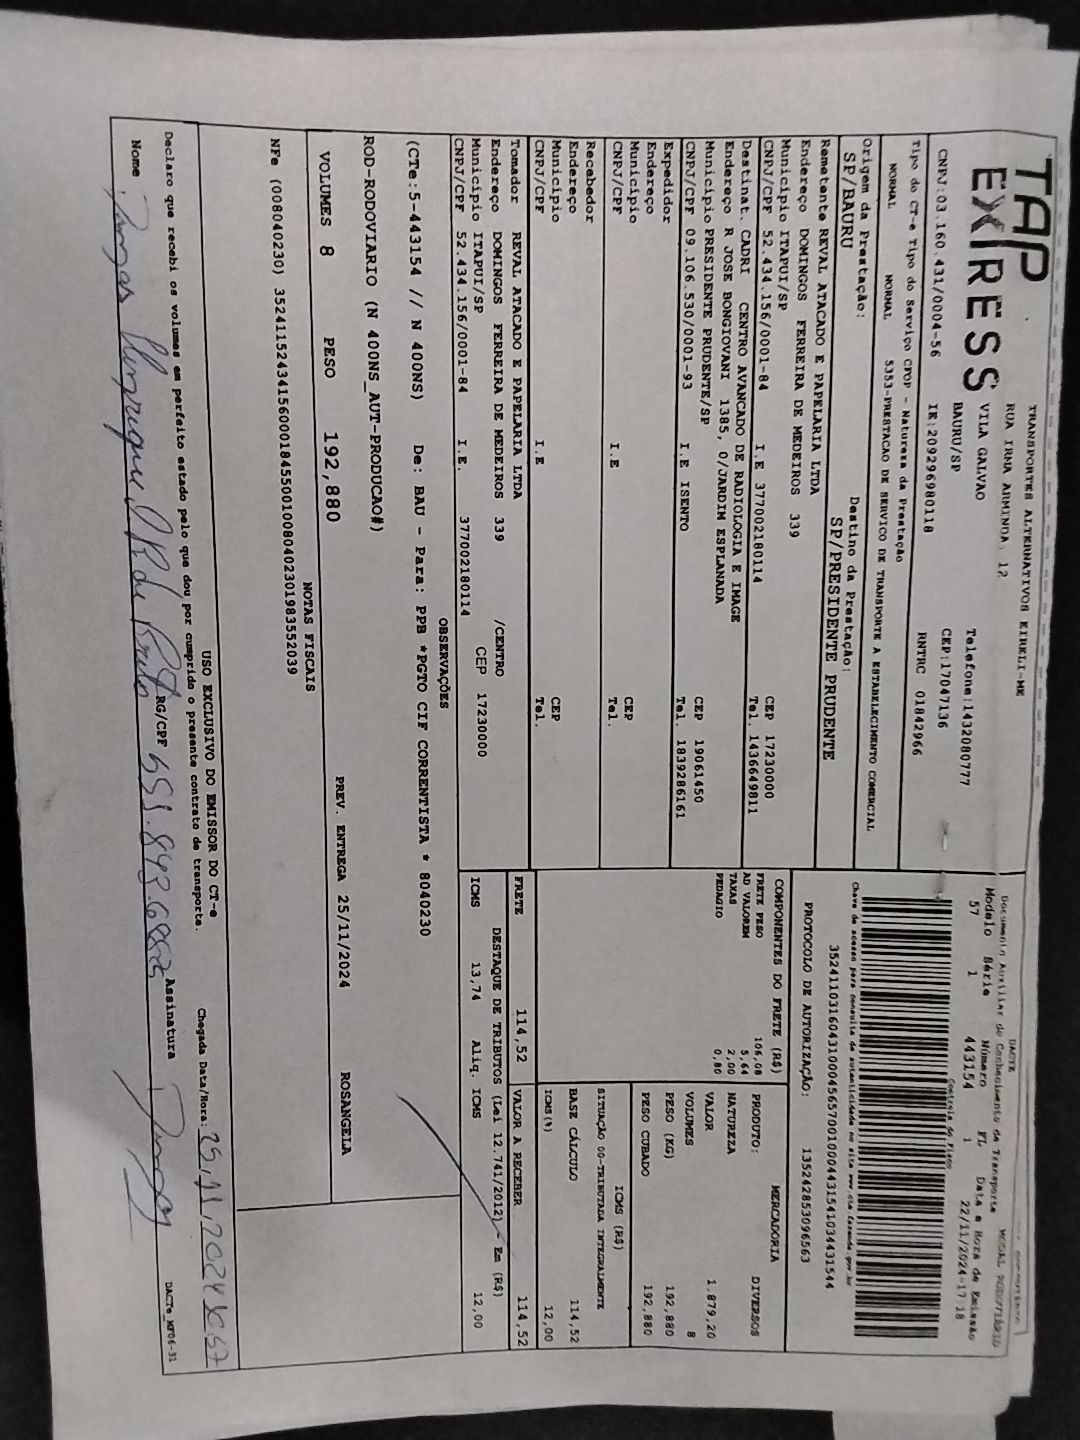 TAP
EXPRESS
TRANSPORTES ALTERNATIVOS EIRELI-ME
RUA IRNA ARMINDA, 12
VILA GALVAO
BAURU/SP
Telefone:1432080777
CEP:17047136
CNPJ:03.160.431/0004-56
IE:209296980118
RNTRC 01842966
Tipo do CT-e Tipo do Serviço CFOP - Natureza da Prestação
NORMAL NORMAL 5353-PRESTACAO DE SERVICO DE TRANSPORTE A ESTABELECIMENTO COMERCIAL
Origem da Prestação: Destino da Prestação:
SP/BAURU SP/PRESIDENTE PRUDENTE
Remetente REVAL ATACADO E PAPELARIA LTDA
Endereço DOMINGOS FERREIRA DE MEDEIROS 339
Município ITAPUI/SP CEP 17230000
CNPJ/CPF 52.434.156/0001-84 I.E 377002180114 Tel. 1436649811
Destinat. CADRI CENTRO AVANCADO DE RADIOLOGIA E IMAGE
Endereço R JOSE BONGIOVANI 1385, 0/JARDIM ESPLANADA
Município PRESIDENTE PRUDENTE/SP CEP 19061450
CNPJ/CPF 09.106.530/0001-93 I.E ISENTO Tel. 1839286161
Expedidor
Endereço
Município CEP
CNPJ/CPF I.E Tel.
Recebedor
Endereço
Município CEP
CNPJ/CPF I.E Tel.
Tomador REVAL ATACADO E PAPELARIA LTDA
Endereço DOMINGOS FERREIRA DE MEDEIROS 339 /CENTRO
Município ITAPUI/SP CEP 17230000
CNPJ/CPF 52.434.156/0001-84 I.E. 377002180114
DACTE
Documento Auxiliar do Conhecimento de Transporte MODAL RODOVIÁRIO
Modelo Série Número FL Data e Hora de Emissão
57 1 443154 1 22/11/2024-17:18
Controle do Fisco
Chave de acesso para consulta de autenticidade no site www.cte.fazenda.gov.br
35241103160431000456570010004431541034431544
PROTOCOLO DE AUTORIZAÇÃO: 135242853096563
COMPONENTES DO FRETE (R$)
FRETE PESO 106,08
AD VALOREM 5,64
TAXAS 2,00
PEDAGIO 0,80
MERCADORIA
PRODUTO: DIVERSOS
NATUREZA
VALOR 1.879,20
VOLUMES 8
PESO (KG) 192,880
PESO CUBADO 192,880
ICMS (R$)
SITUAÇÃO 00-TRIBUTADA INTEGRALMENTE
BASE CÁLCULO 114,52
ICMS(%) 12,00
FRETE 114,52 VALOR A RECEBER 114,52
DESTAQUE DE TRIBUTOS (Lei 12.741/2012) - Em (R$)
ICMS 13,74 Aliq. ICMS 12,00
OBSERVAÇÕES
(CTe:5-443154 // N 400NS) De: BAU - Para: PPB *PGTO CIF CORRENTISTA * 8040230
ROD-RODOVIARIO (N 400NS_AUT-PRODUCAO#)
VOLUMES 8 PESO 192,880 PREV. ENTREGA 25/11/2024 ROSANGELA
NOTAS FISCAIS
NFe (008040230) 35241152434156000184550010080402301983552039
USO EXCLUSIVO DO EMISSOR DO CT-e
Declaro que recebi os volumes em perfeito estado pelo que dou por cumprido o presente contrato de transporte. Chegada Data/Hora: 25/11/2024
Nome Henrique RG/CPF Assinatura
DACTe_MF06-31